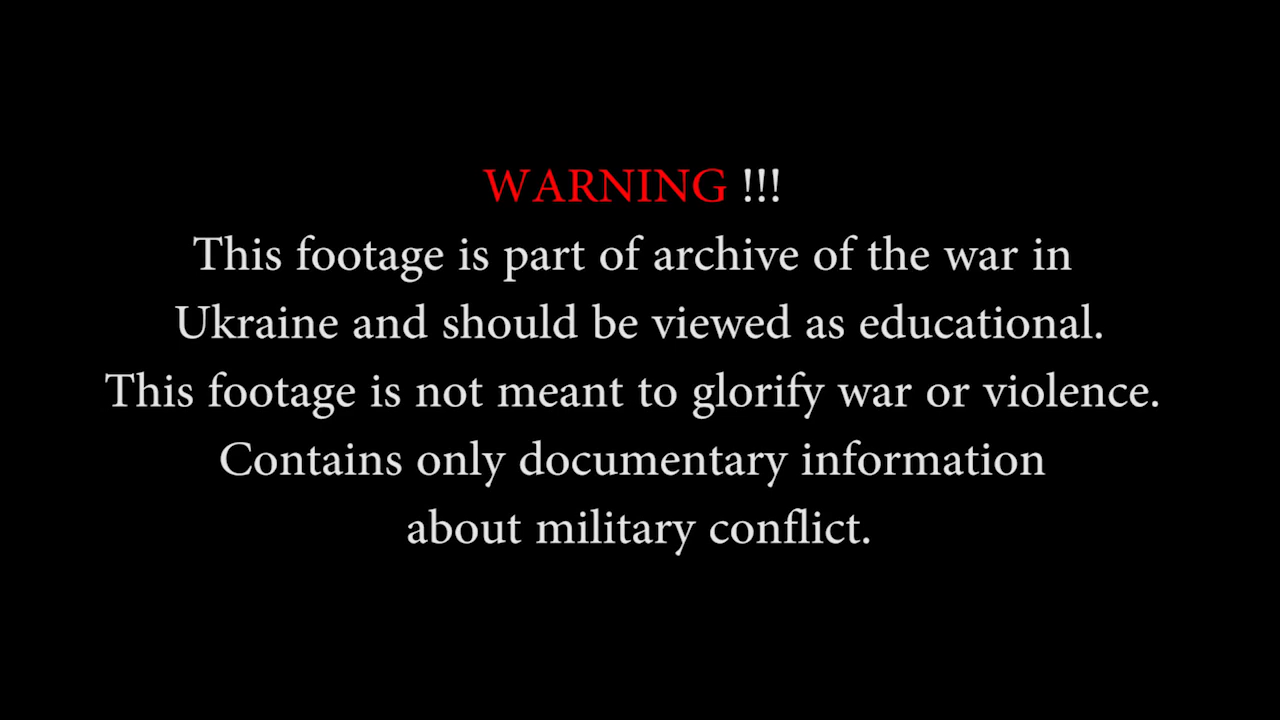 WARNING !!!
This footage is part of archive of the war in
Ukraine and should be viewed as educational.
This footage is not meant to glorify war or violence.
Contains only documentary information
about military conflict.